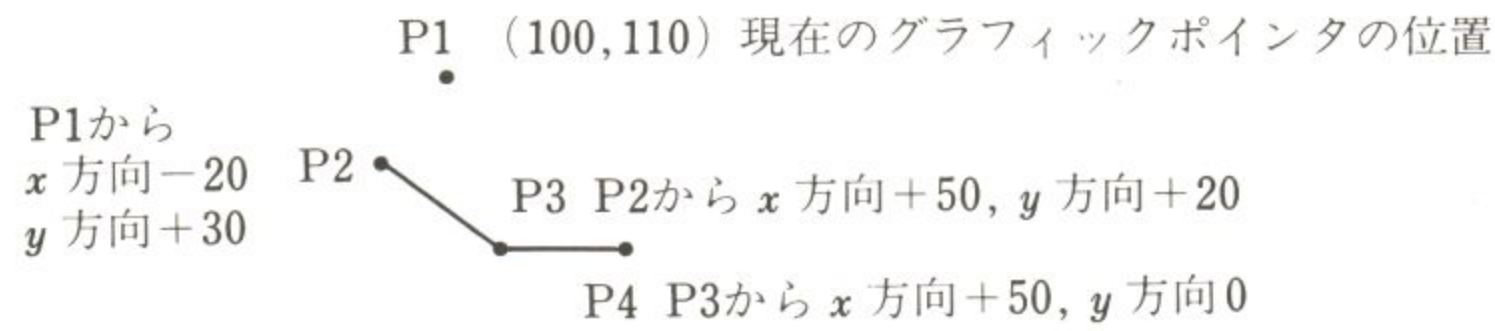 P1 （100,110）現在のグラフィックポインタの位置
P1から
x 方向－20
y 方向＋30
P2
P3 P2から x 方向＋50, y 方向＋20
P4 P3から x 方向＋50, y 方向0